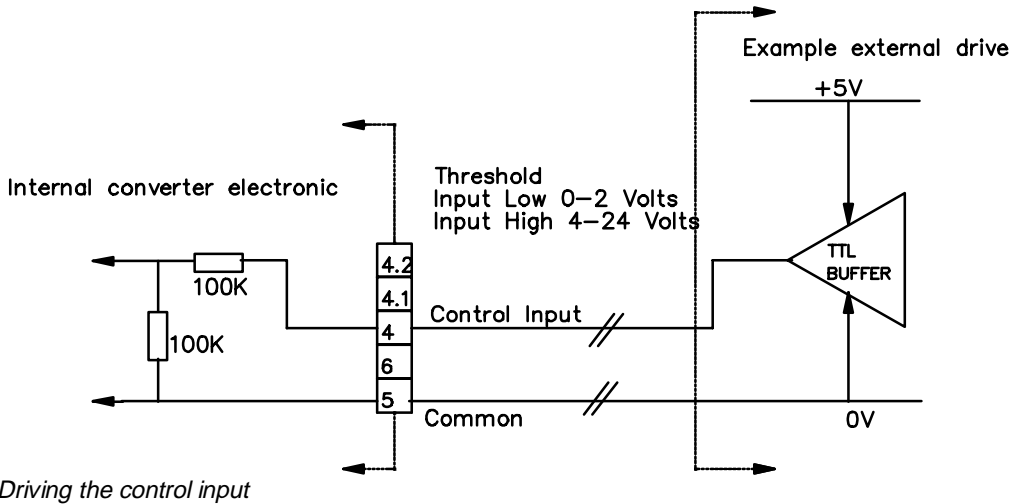 Example external drive
+5V
Internal converter electronic
Threshold
Input Low 0-2 Volts
Input High 4-24 Volts
TTL
BUFFER
4.2
100K
4.1
Control Input
4
100K
6
5
Common
0V
Driving the control input